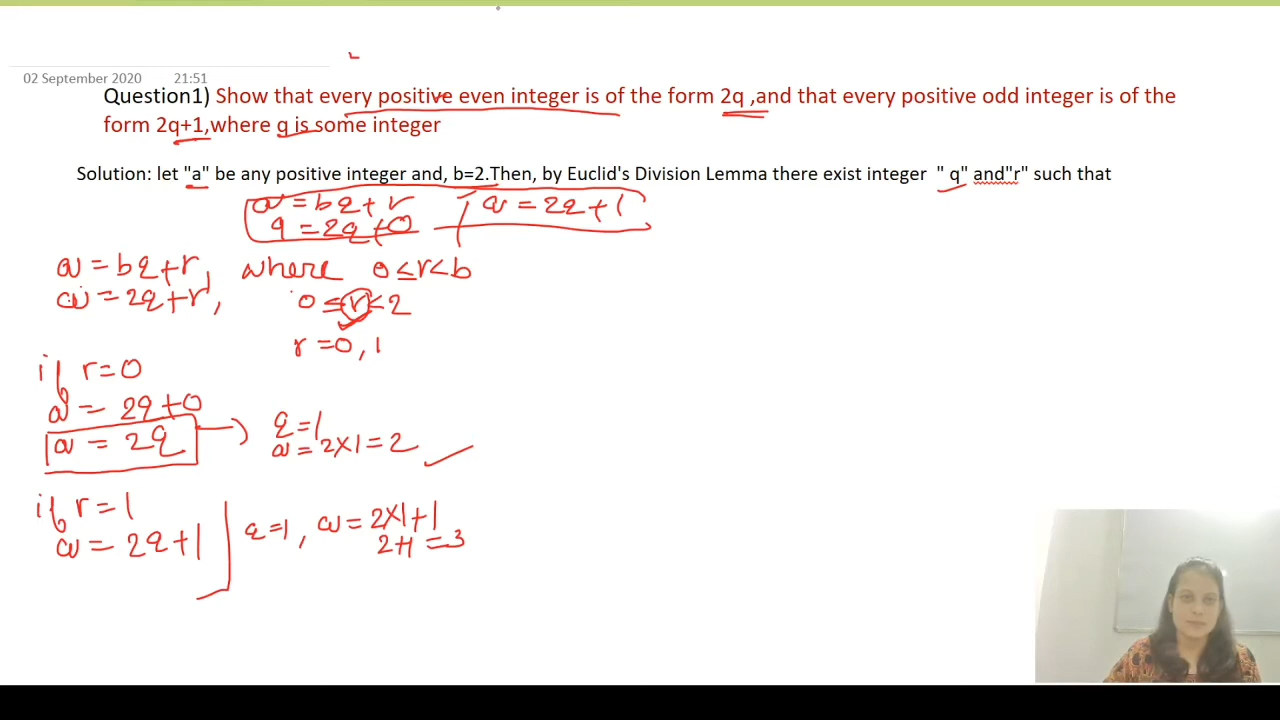 02 September 2020 21:51
Question1) Show that every positive even integer is of the form 2q ,and that every positive odd integer is of the
form 2q+1,where q is some integer
Solution: let "a" be any positive integer and, b=2.Then, by Euclid's Division Lemma there exist integer " q" and"r" such that
a = bq + r
a = 2q + 1
q = 2q + 0
a = bq + r, where 0 ≤ r < b
a = 2q + r, 0 ≤ r < 2
r = 0, 1
if r = 0
a = 2q + 0
a = 2q
q = 1
a = 2×1 = 2
if r = 1
a = 2q + 1
q = 1, a = 2×1 + 1
2+1 = 3